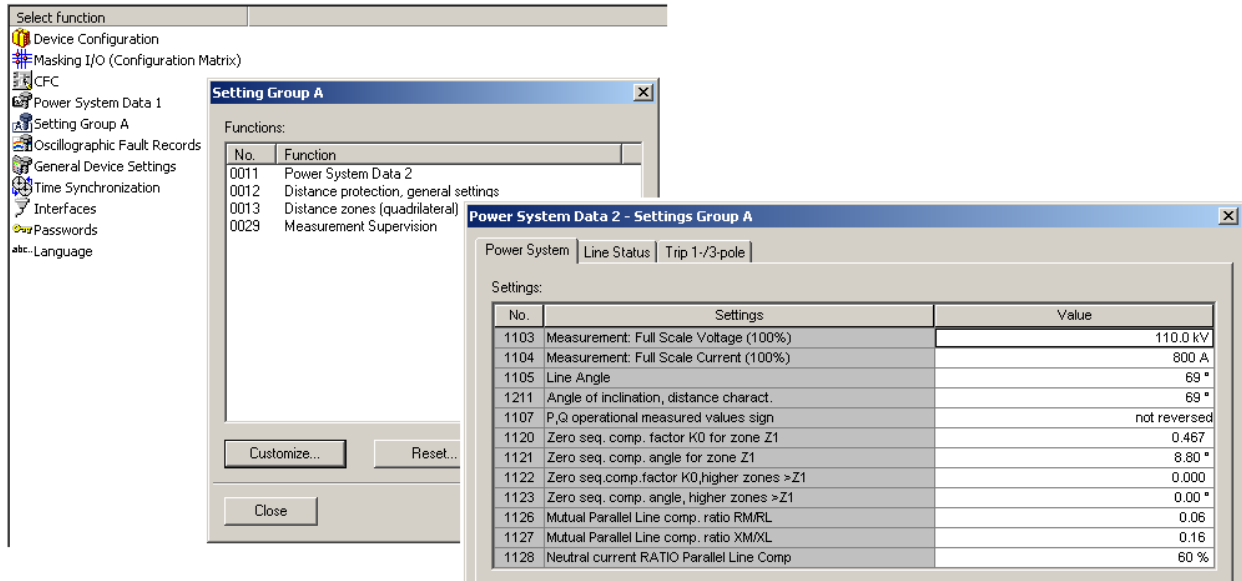 Select function
Device Configuration
Masking I/O (Configuration Matrix)
CFC
Power System Data 1
Setting Group A
Oscillographic Fault Records
General Device Settings
Time Synchronization
Interfaces
Passwords
abc.. Language
Setting Group A
Functions:
No. Function
0011 Power System Data 2
0012 Distance protection, general settings
0013 Distance zones (quadrilateral)
0029 Measurement Supervision
Customize... Reset...
Close
Power System Data 2 - Settings Group A
Power System Line Status Trip 1-/3-pole
Settings:
No. Settings Value
1103 Measurement: Full Scale Voltage (100%) 110.0 kV
1104 Measurement: Full Scale Current (100%) 800 A
1105 Line Angle 69 °
1211 Angle of inclination, distance charact. 69 °
1107 P,Q operational measured values sign not reversed
1120 Zero seq. comp. factor K0 for zone Z1 0.467
1121 Zero seq. comp. angle for zone Z1 8.80 °
1122 Zero seq.comp.factor K0,higher zones >Z1 0.000
1123 Zero seq. comp. angle, higher zones >Z1 0.00 °
1126 Mutual Parallel Line comp. ratio RM/RL 0.06
1127 Mutual Parallel Line comp. ratio XM/XL 0.16
1128 Neutral current RATIO Parallel Line Comp 60 %